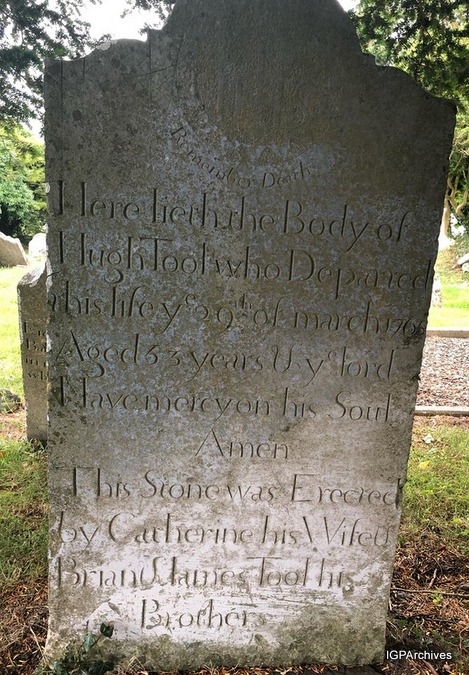 Remember Death
Here lieth the Body of
Hugh Tool who Departed
this life ye 29th of march 1768
Aged 63 years & ye lord
Have mercy on his Soul
Amen
This Stone was Erected
by Catherine his Wife &
Brian & James Tool his
Brothers
IGPArchives